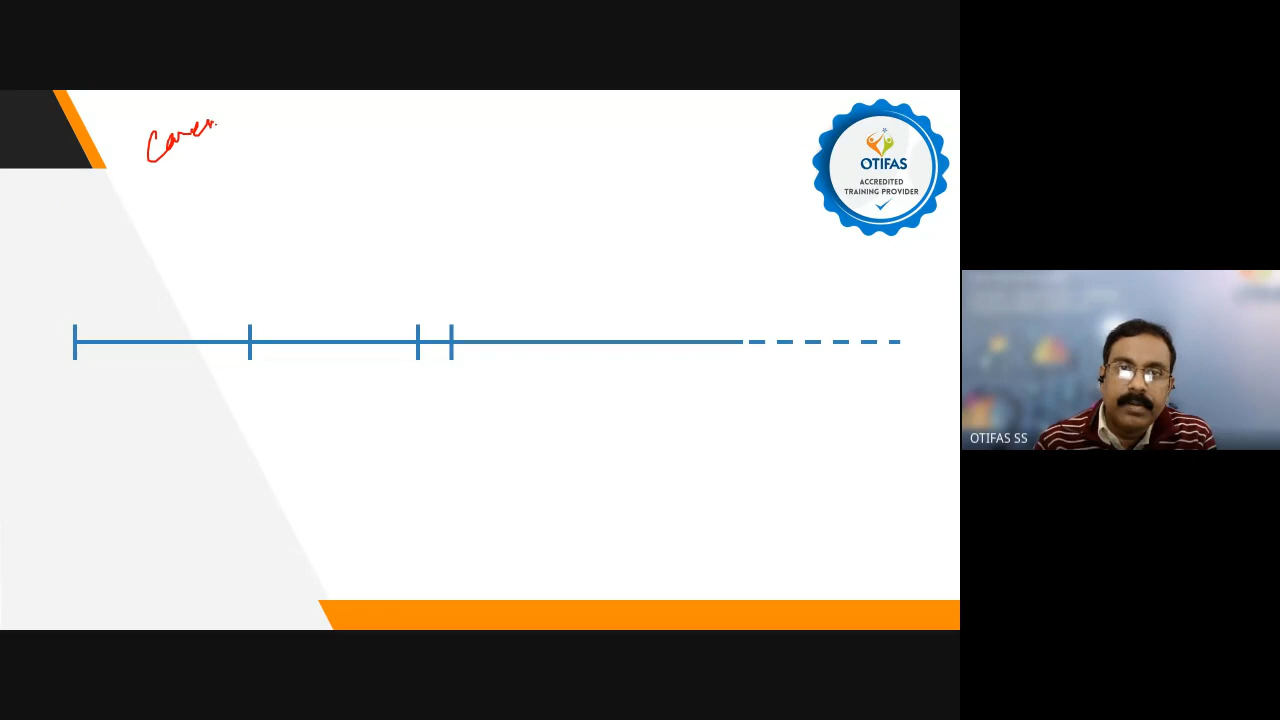 Career
OTIFAS
ACCREDITED
TRAINING PROVIDER
OTIFAS SS